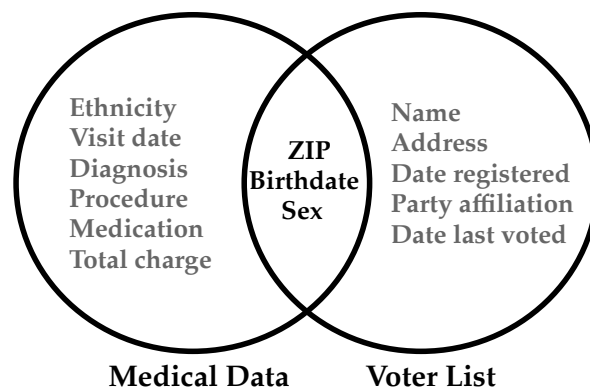 Ethnicity
Visit date
Diagnosis
Procedure
Medication
Total charge
ZIP
Birthdate
Sex
Name
Address
Date registered
Party affiliation
Date last voted
Medical Data
Voter List